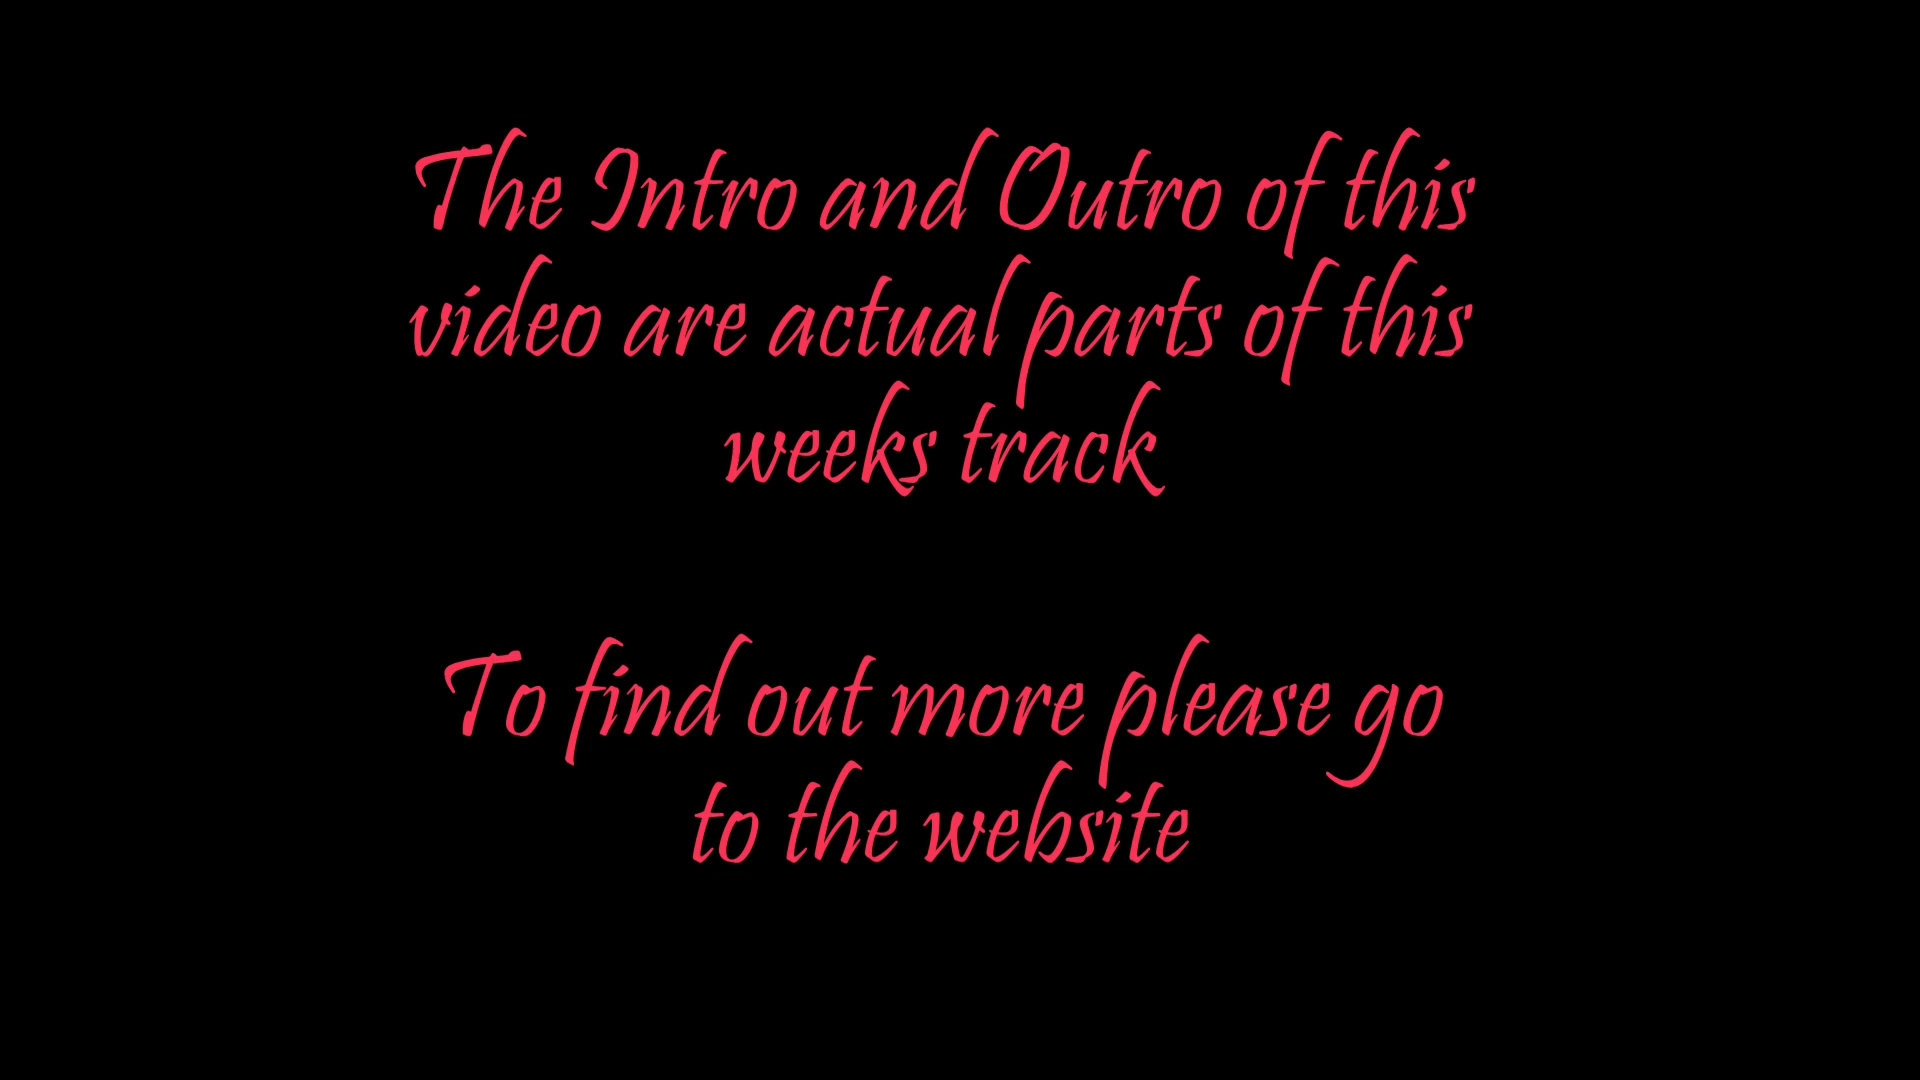 The Intro and Outro of this
video are actual parts of this
weeks track
To find out more please go
to the website